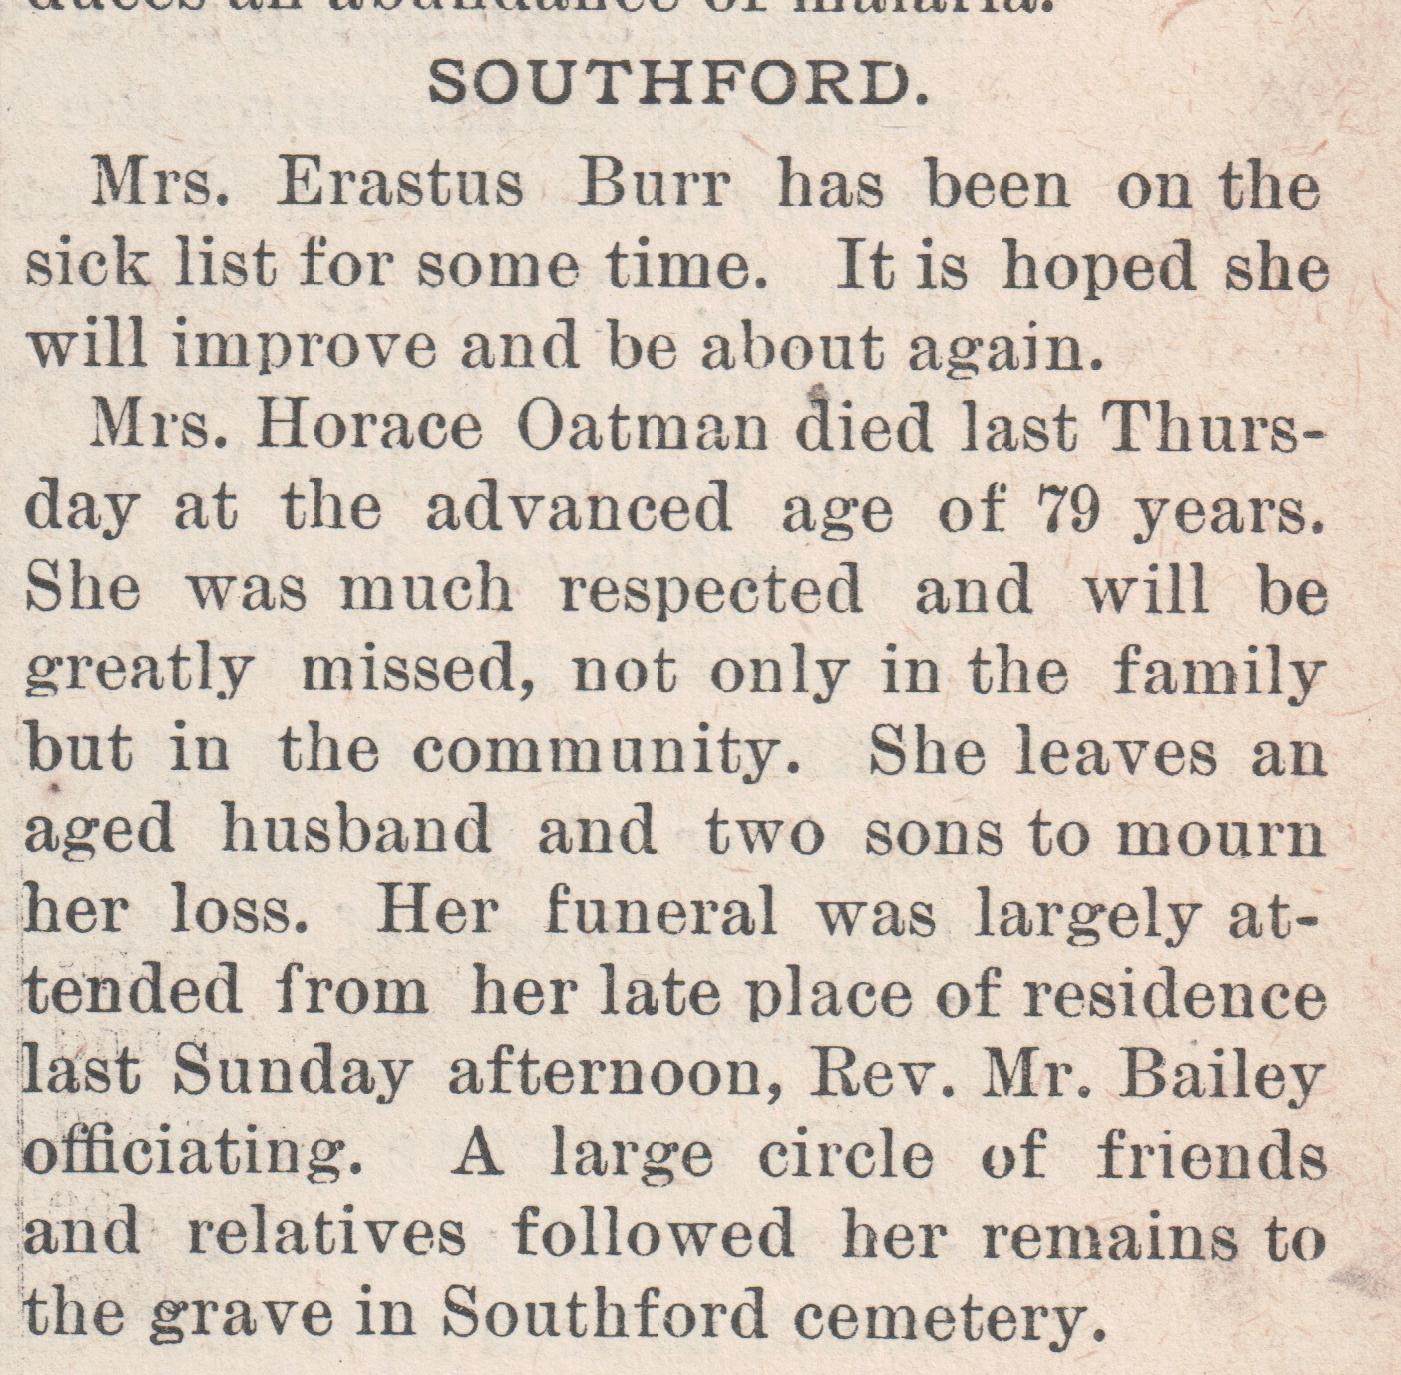 duces an abundance of malaria.
SOUTHFORD.
Mrs. Erastus Burr has been on the
sick list for some time. It is hoped she
will improve and be about again.
Mrs. Horace Oatman died last Thurs-
day at the advanced age of 79 years.
She was much respected and will be
greatly missed, not only in the family
but in the community. She leaves an
aged husband and two sons to mourn
her loss. Her funeral was largely at-
tended from her late place of residence
last Sunday afternoon, Rev. Mr. Bailey
officiating. A large circle of friends
and relatives followed her remains to
the grave in Southford cemetery.